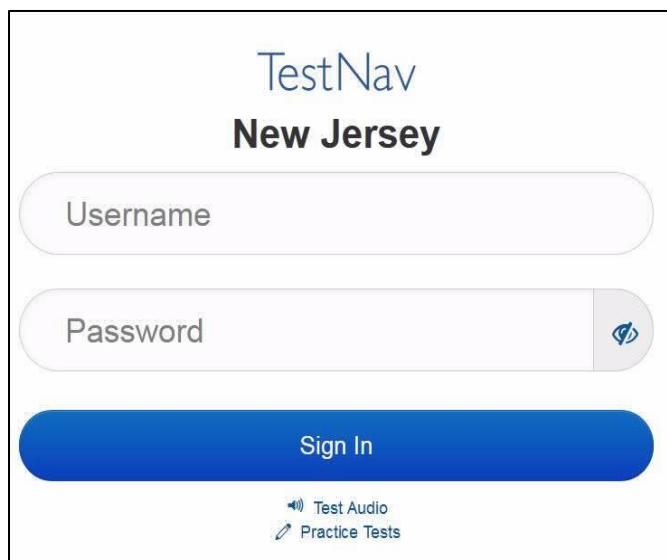 TestNav
New Jersey
Username
Password
Sign In
Test Audio
Practice Tests